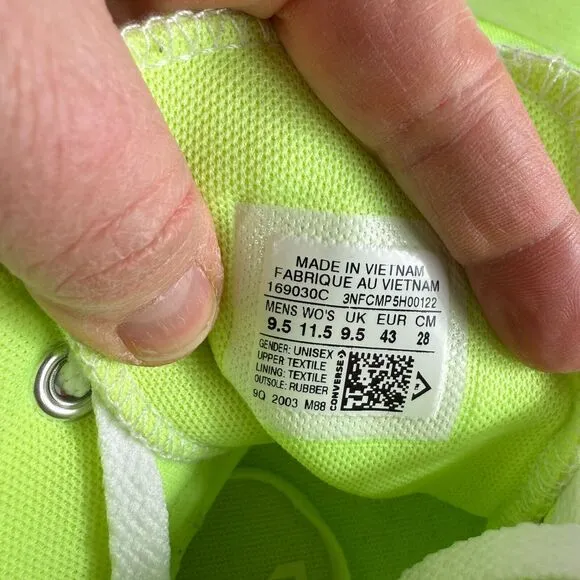 MADE IN VIETNAM
FABRIQUE AU VIETNAM
169030C 3NFCMP5H00122
MENS WO'S UK EUR CM
9.5 11.5 9.5 43 28
GENDER: UNISEX
UPPER TEXTILE
LINING: TEXTILE
OUTSOLE: RUBBER
9Q 2003 M88
CONVERSE